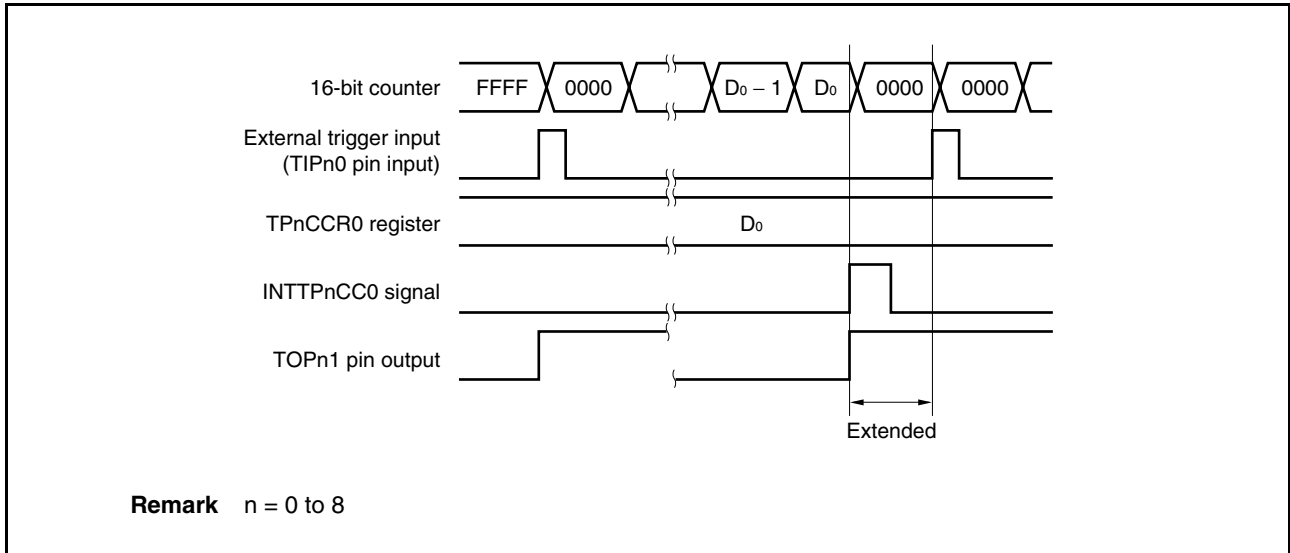 16-bit counter FFFF 0000 D₀ − 1 D₀ 0000 0000
External trigger input
(TIPn0 pin input)
TPnCCR0 register D₀
INTTPnCC0 signal
TOPn1 pin output
Extended
Remark n = 0 to 8